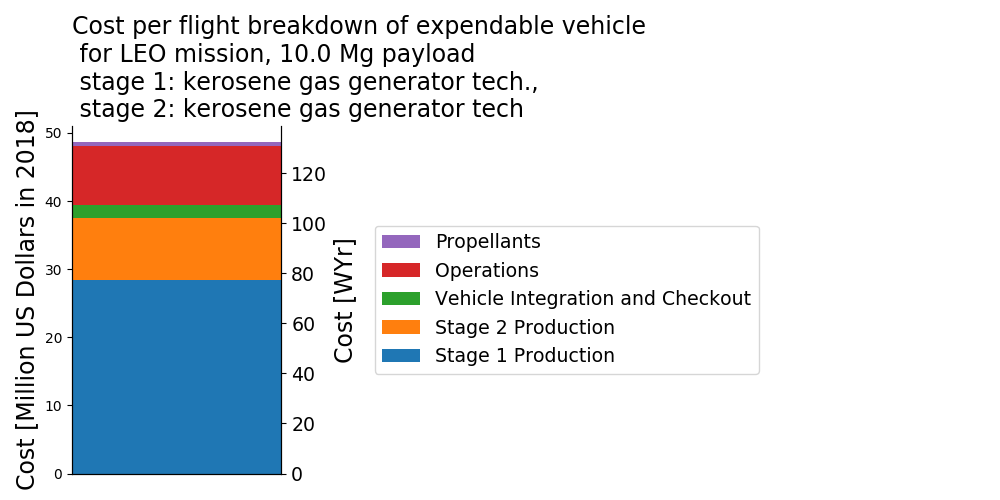 Cost per flight breakdown of expendable vehicle
for LEO mission, 10.0 Mg payload
stage 1: kerosene gas generator tech.,
stage 2: kerosene gas generator tech
Cost [Million US Dollars in 2018]
50
40
30
20
10
0
120
100
80
60
40
20
0
Cost [WYr]
Propellants
Operations
Vehicle Integration and Checkout
Stage 2 Production
Stage 1 Production